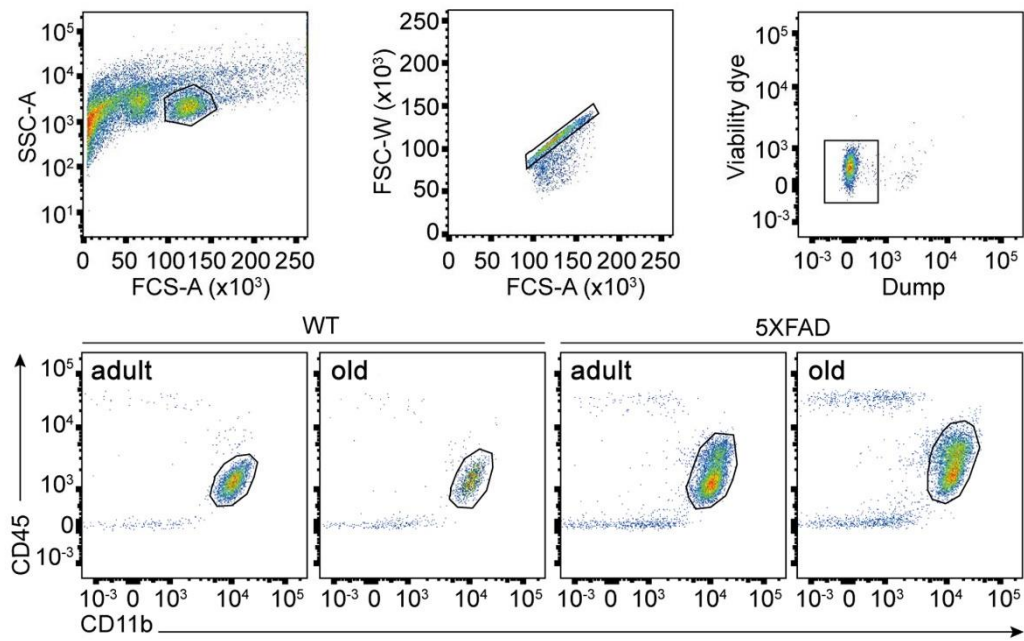 SSC-A
10⁵
10⁴
10³
10²
10¹
0 50 100 150 200 250
FCS-A (x10³)
FSC-W (x10³)
250
200
150
100
50
0
0 50 100 150 200 250
FCS-A (x10³)
Viability dye
10⁵
10³
0
10⁻³
10⁻³ 0 10³ 10⁴ 10⁵
Dump
WT
5XFAD
CD45
10⁵
10⁴
10³
0
10⁻³
adult
old
adult
old
10⁻³ 0 10³ 10⁴ 10⁵
10⁻³ 0 10³ 10⁴ 10⁵
10⁻³ 0 10³ 10⁴ 10⁵
10⁻³ 0 10³ 10⁴ 10⁵
CD11b